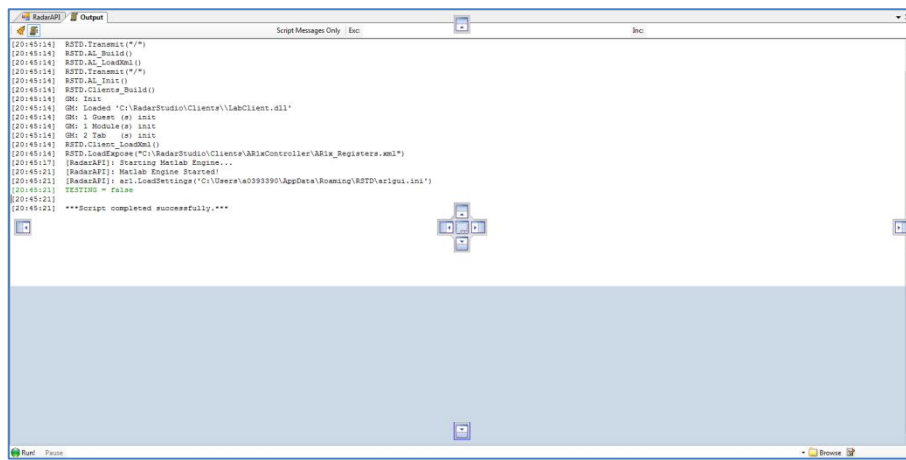 RadarAPI Output
Script Messages Only Exc: Inc:
[20:45:14] RSTD.Transmit("/")
[20:45:14] RSTD.AL_Build()
[20:45:14] RSTD.AL_LoadXml()
[20:45:14] RSTD.Transmit("/")
[20:45:14] RSTD.AL_Init()
[20:45:14] RSTD.Clients_Build()
[20:45:14] GM: Init
[20:45:14] GM: Loaded 'C:\RadarStudio\Clients\\LabClient.dll'
[20:45:14] GM: 1 Guest (s) init
[20:45:14] GM: 1 Module(s) init
[20:45:14] GM: 2 Tab (s) init
[20:45:14] RSTD.Client_LoadXml()
[20:45:14] RSTD.LoadExpose("C:\RadarStudio\Clients\AR1xController\AR1x_Registers.xml")
[20:45:17] [RadarAPI]: Starting Matlab Engine...
[20:45:21] [RadarAPI]: Matlab Engine Started!
[20:45:21] [RadarAPI]: ar1.LoadSettings('C:\Users\a0393390\AppData\Roaming\RSTD\ar1gui.ini')
[20:45:21] TESTING = false
[20:45:21]
[20:45:21] ***Script completed successfully.***
Run! Pause Browse